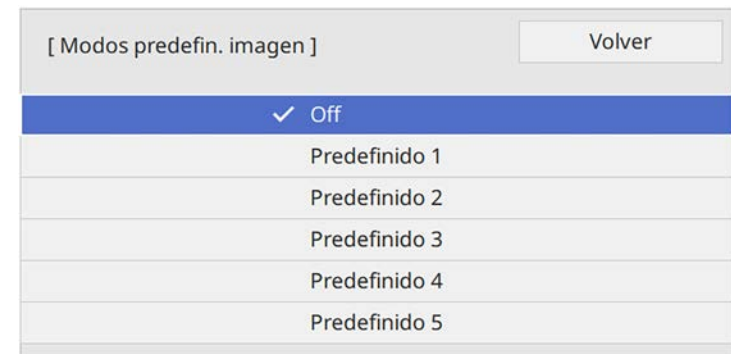 [ Modos predefin. imagen ]
Volver
Off
Predefinido 1
Predefinido 2
Predefinido 3
Predefinido 4
Predefinido 5